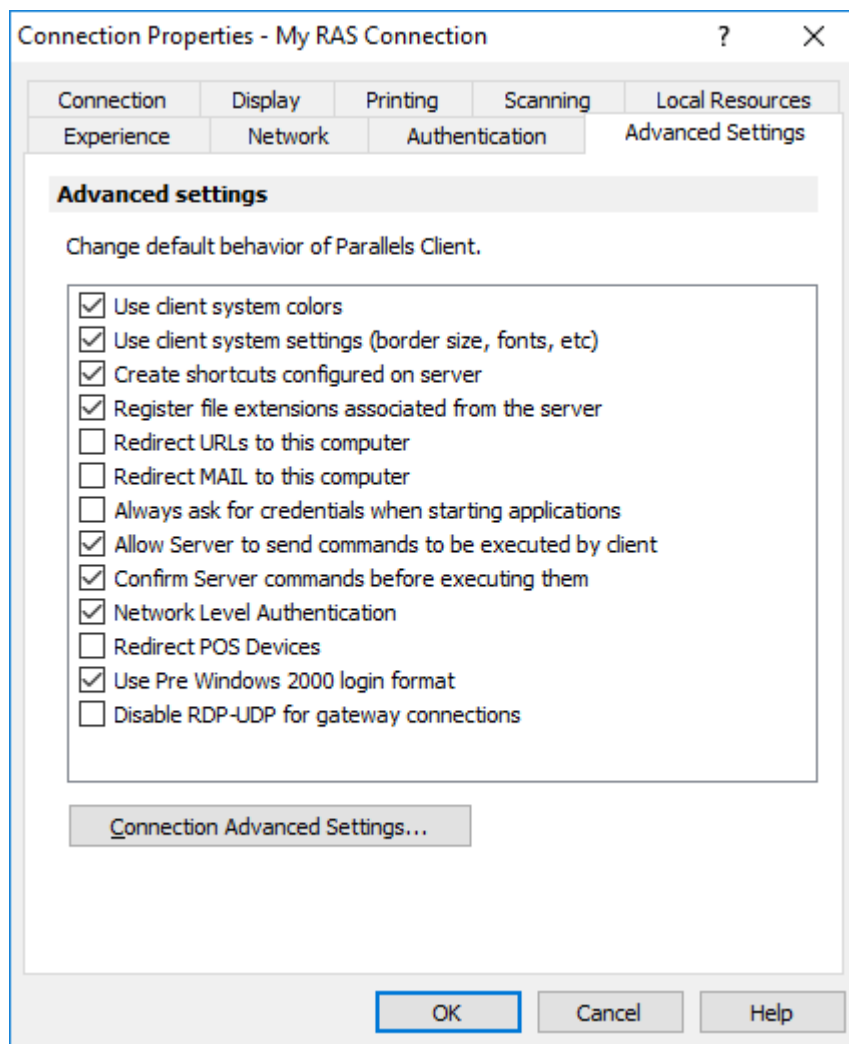 Connection Properties - My RAS Connection ?
Connection Display Printing Scanning Local Resources
Experience Network Authentication Advanced Settings
Advanced settings
Change default behavior of Parallels Client.
Use client system colors
Use client system settings (border size, fonts, etc)
Create shortcuts configured on server
Register file extensions associated from the server
Redirect URLs to this computer
Redirect MAIL to this computer
Always ask for credentials when starting applications
Allow Server to send commands to be executed by client
Confirm Server commands before executing them
Network Level Authentication
Redirect POS Devices
Use Pre Windows 2000 login format
Disable RDP-UDP for gateway connections
Connection Advanced Settings...
OK Cancel Help